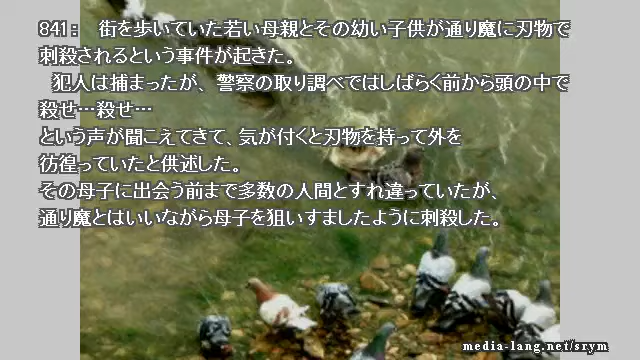 841：　街を歩いていた若い母親とその幼い子供が通り魔に刃物で
刺殺されるという事件が起きた。
　犯人は捕まったが、警察の取り調べではしばらく前から頭の中で
殺せ…殺せ…
という声が聞こえてきて、気が付くと刃物を持って外を
彷徨っていたと供述した。
その母子に出会う前まで多数の人間とすれ違っていたが、
通り魔とはいいながら母子を狙いすましたように刺殺した。
media-lang.net/srym